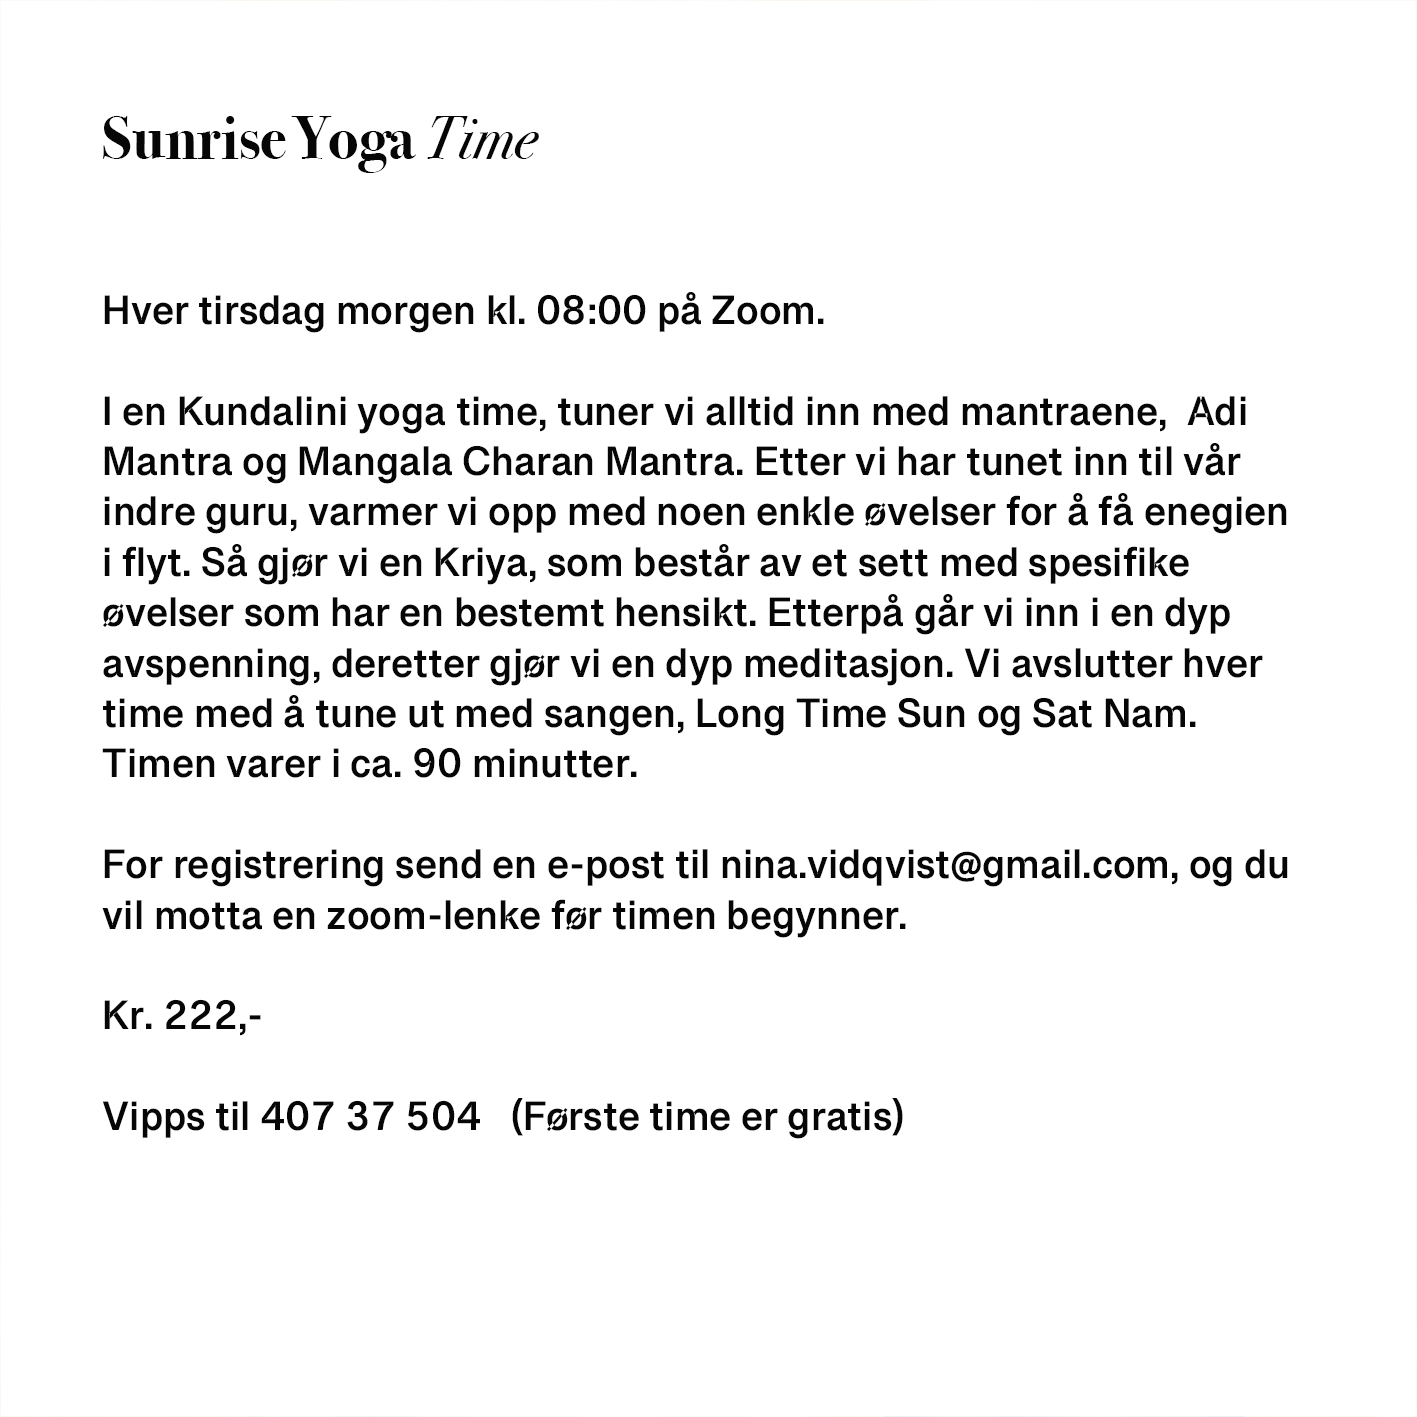 Sunrise Yoga Time
Hver tirsdag morgen kl. 08:00 på Zoom.
I en Kundalini yoga time, tuner vi alltid inn med mantraene,  Adi
Mantra og Mangala Charan Mantra. Etter vi har tunet inn til vår
indre guru, varmer vi opp med noen enkle øvelser for å få enegien
i flyt. Så gjør vi en Kriya, som består av et sett med spesifike
øvelser som har en bestemt hensikt. Etterpå går vi inn i en dyp
avspenning, deretter gjør vi en dyp meditasjon. Vi avslutter hver
time med å tune ut med sangen, Long Time Sun og Sat Nam.
Timen varer i ca. 90 minutter.
For registrering send en e-post til nina.vidqvist@gmail.com, og du
vil motta en zoom-lenke før timen begynner.
Kr. 222,-
Vipps til 407 37 504   (Første time er gratis)